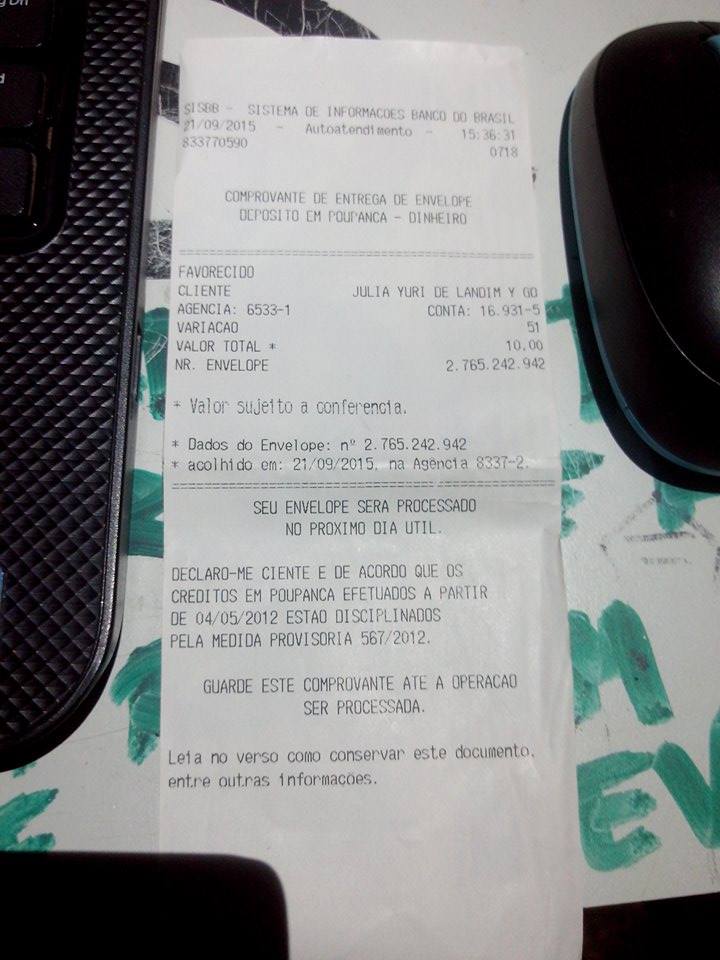 SISBB - SISTEMA DE INFORMACOES BANCO DO BRASIL
21/09/2015 - Autoatendimento - 15:36:31
833770590 0718
COMPROVANTE DE ENTREGA DE ENVELOPE
DEPOSITO EM POUPANCA - DINHEIRO
FAVORECIDO
CLIENTE JULIA YURI DE LANDIM Y GO
AGENCIA: 6533-1 CONTA: 16.931-5
VARIACAO 51
VALOR TOTAL * 10,00
NR. ENVELOPE 2.765.242.942
* Valor sujeito a conferencia.
* Dados do Envelope: nº 2.765.242.942
* acolhido em: 21/09/2015, na Agência 8337-2.
SEU ENVELOPE SERA PROCESSADO
NO PROXIMO DIA UTIL.
DECLARO-ME CIENTE E DE ACORDO QUE OS
CREDITOS EM POUPANCA EFETUADOS A PARTIR
DE 04/05/2012 ESTAO DISCIPLINADOS
PELA MEDIDA PROVISORIA 567/2012.
GUARDE ESTE COMPROVANTE ATE A OPERACAO
SER PROCESSADA.
Leia no verso como conservar este documento,
entre outras informações.
M
EV